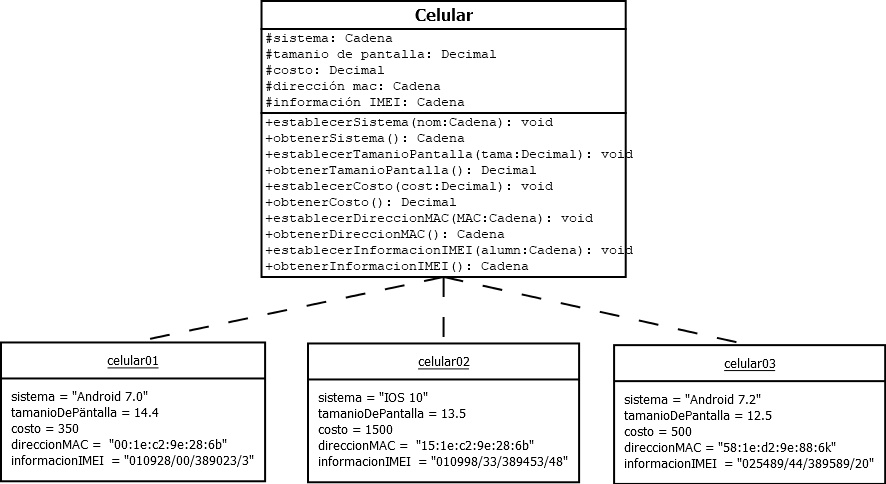 Celular
#sistema: Cadena
#tamanio de pantalla: Decimal
#costo: Decimal
#dirección mac: Cadena
#información IMEI: Cadena
+establecerSistema(nom:Cadena): void
+obtenerSistema(): Cadena
+establecerTamanioPantalla(tama:Decimal): void
+obtenerTamanioPantalla(): Decimal
+establecerCosto(cost:Decimal): void
+obtenerCosto(): Decimal
+establecerDireccionMAC(MAC:Cadena): void
+obtenerDireccionMAC(): Cadena
+establecerInformacionIMEI(alumn:Cadena): void
+obtenerInformacionIMEI(): Cadena
celular01
sistema = "Android 7.0"
tamanioDePäntalla = 14.4
costo = 350
direccionMAC = "00:1e:c2:9e:28:6b"
informacionIMEI = "010928/00/389023/3"
celular02
sistema = "IOS 10"
tamanioDePantalla = 13.5
costo = 1500
direccionMAC = "15:1e:c2:9e:28:6b"
informacionIMEI = "010998/33/389453/48"
celular03
sistema = "Android 7.2"
tamanioDePantalla = 12.5
costo = 500
direccionMAC = "58:1e:d2:9e:88:6k"
informacionIMEI = "025489/44/389589/20"